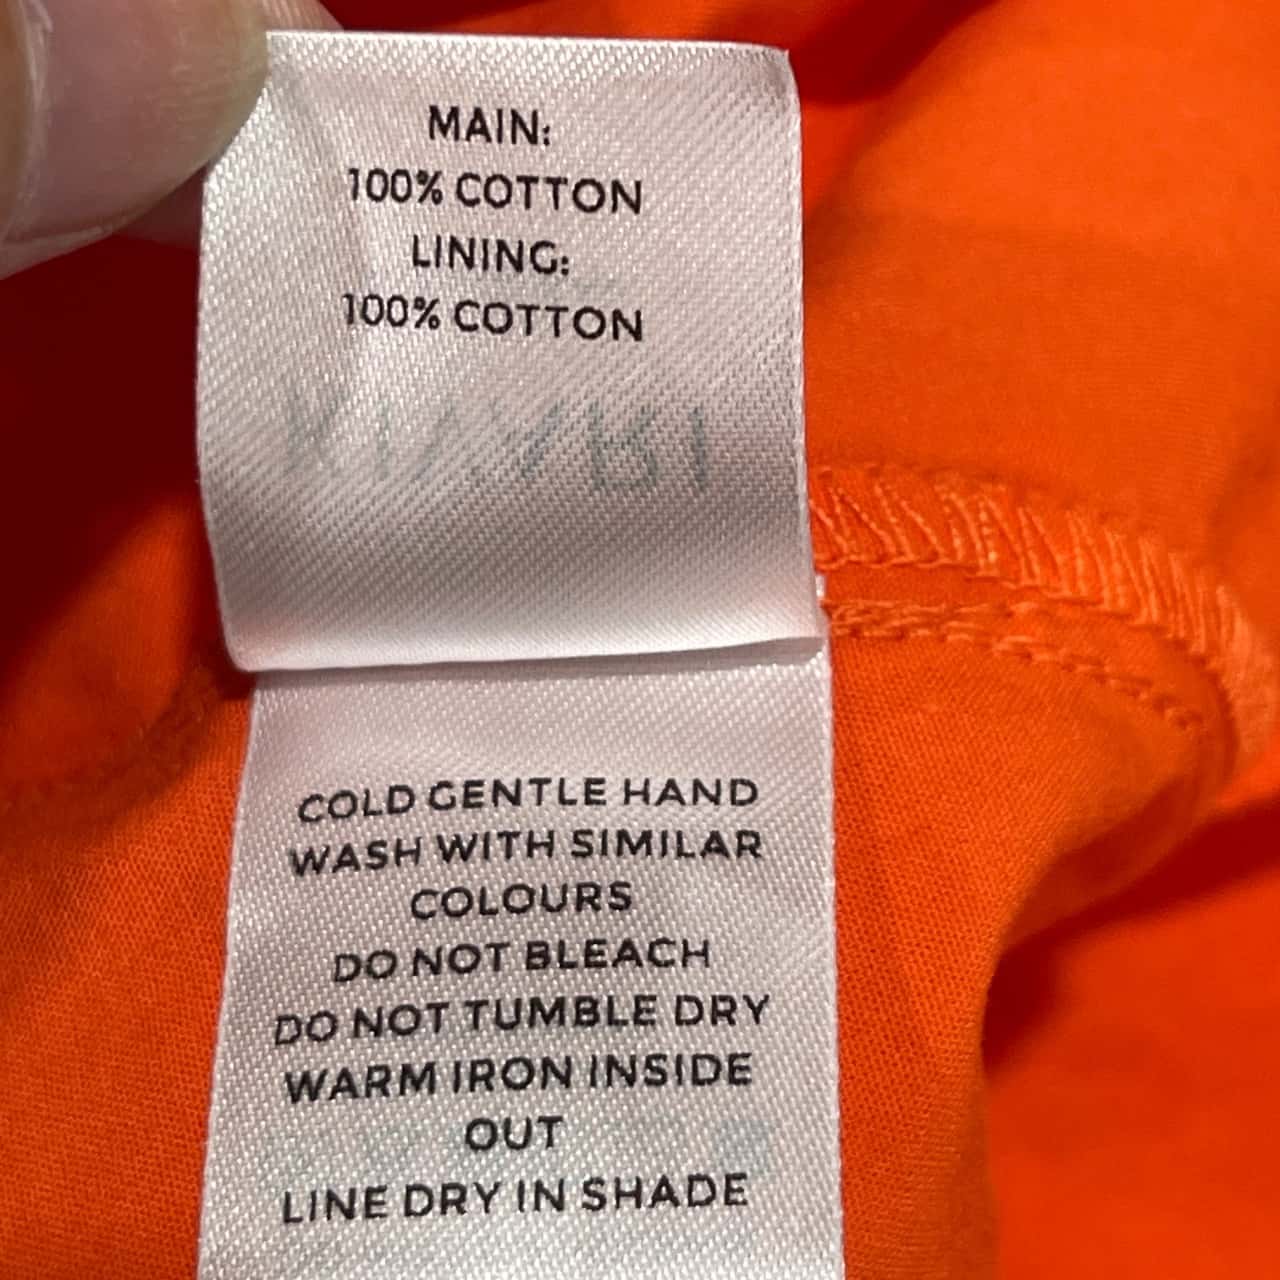 MAIN:
100% COTTON
LINING:
100% COTTON
COLD GENTLE HAND
WASH WITH SIMILAR
COLOURS
DO NOT BLEACH
DO NOT TUMBLE DRY
WARM IRON INSIDE
OUT
LINE DRY IN SHADE